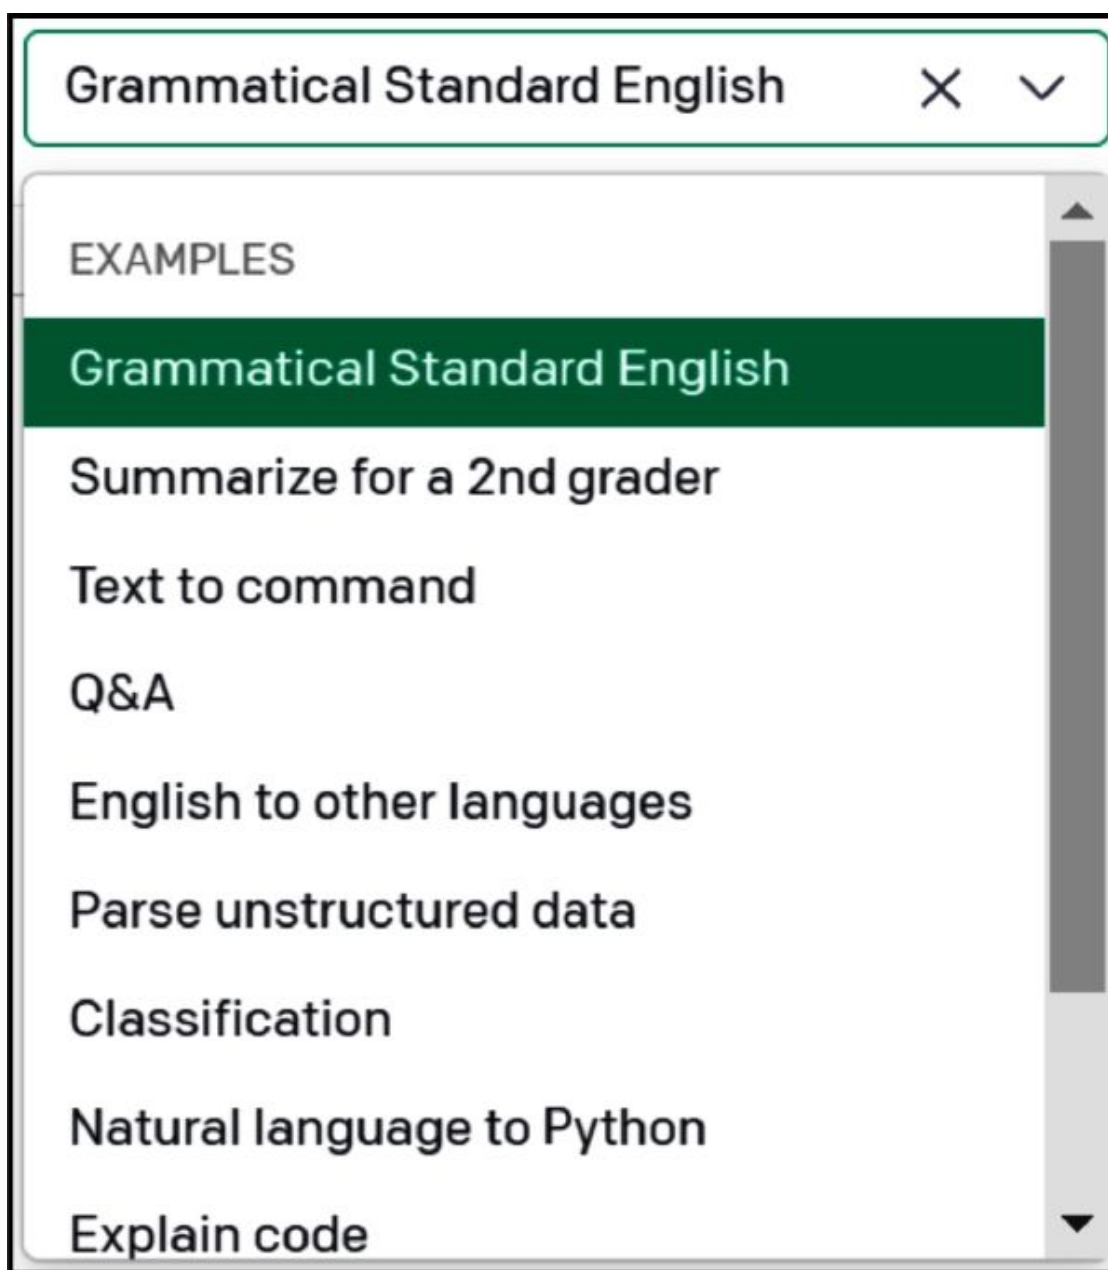 Grammatical Standard English
EXAMPLES
Grammatical Standard English
Summarize for a 2nd grader
Text to command
Q&A
English to other languages
Parse unstructured data
Classification
Natural language to Python
Explain code